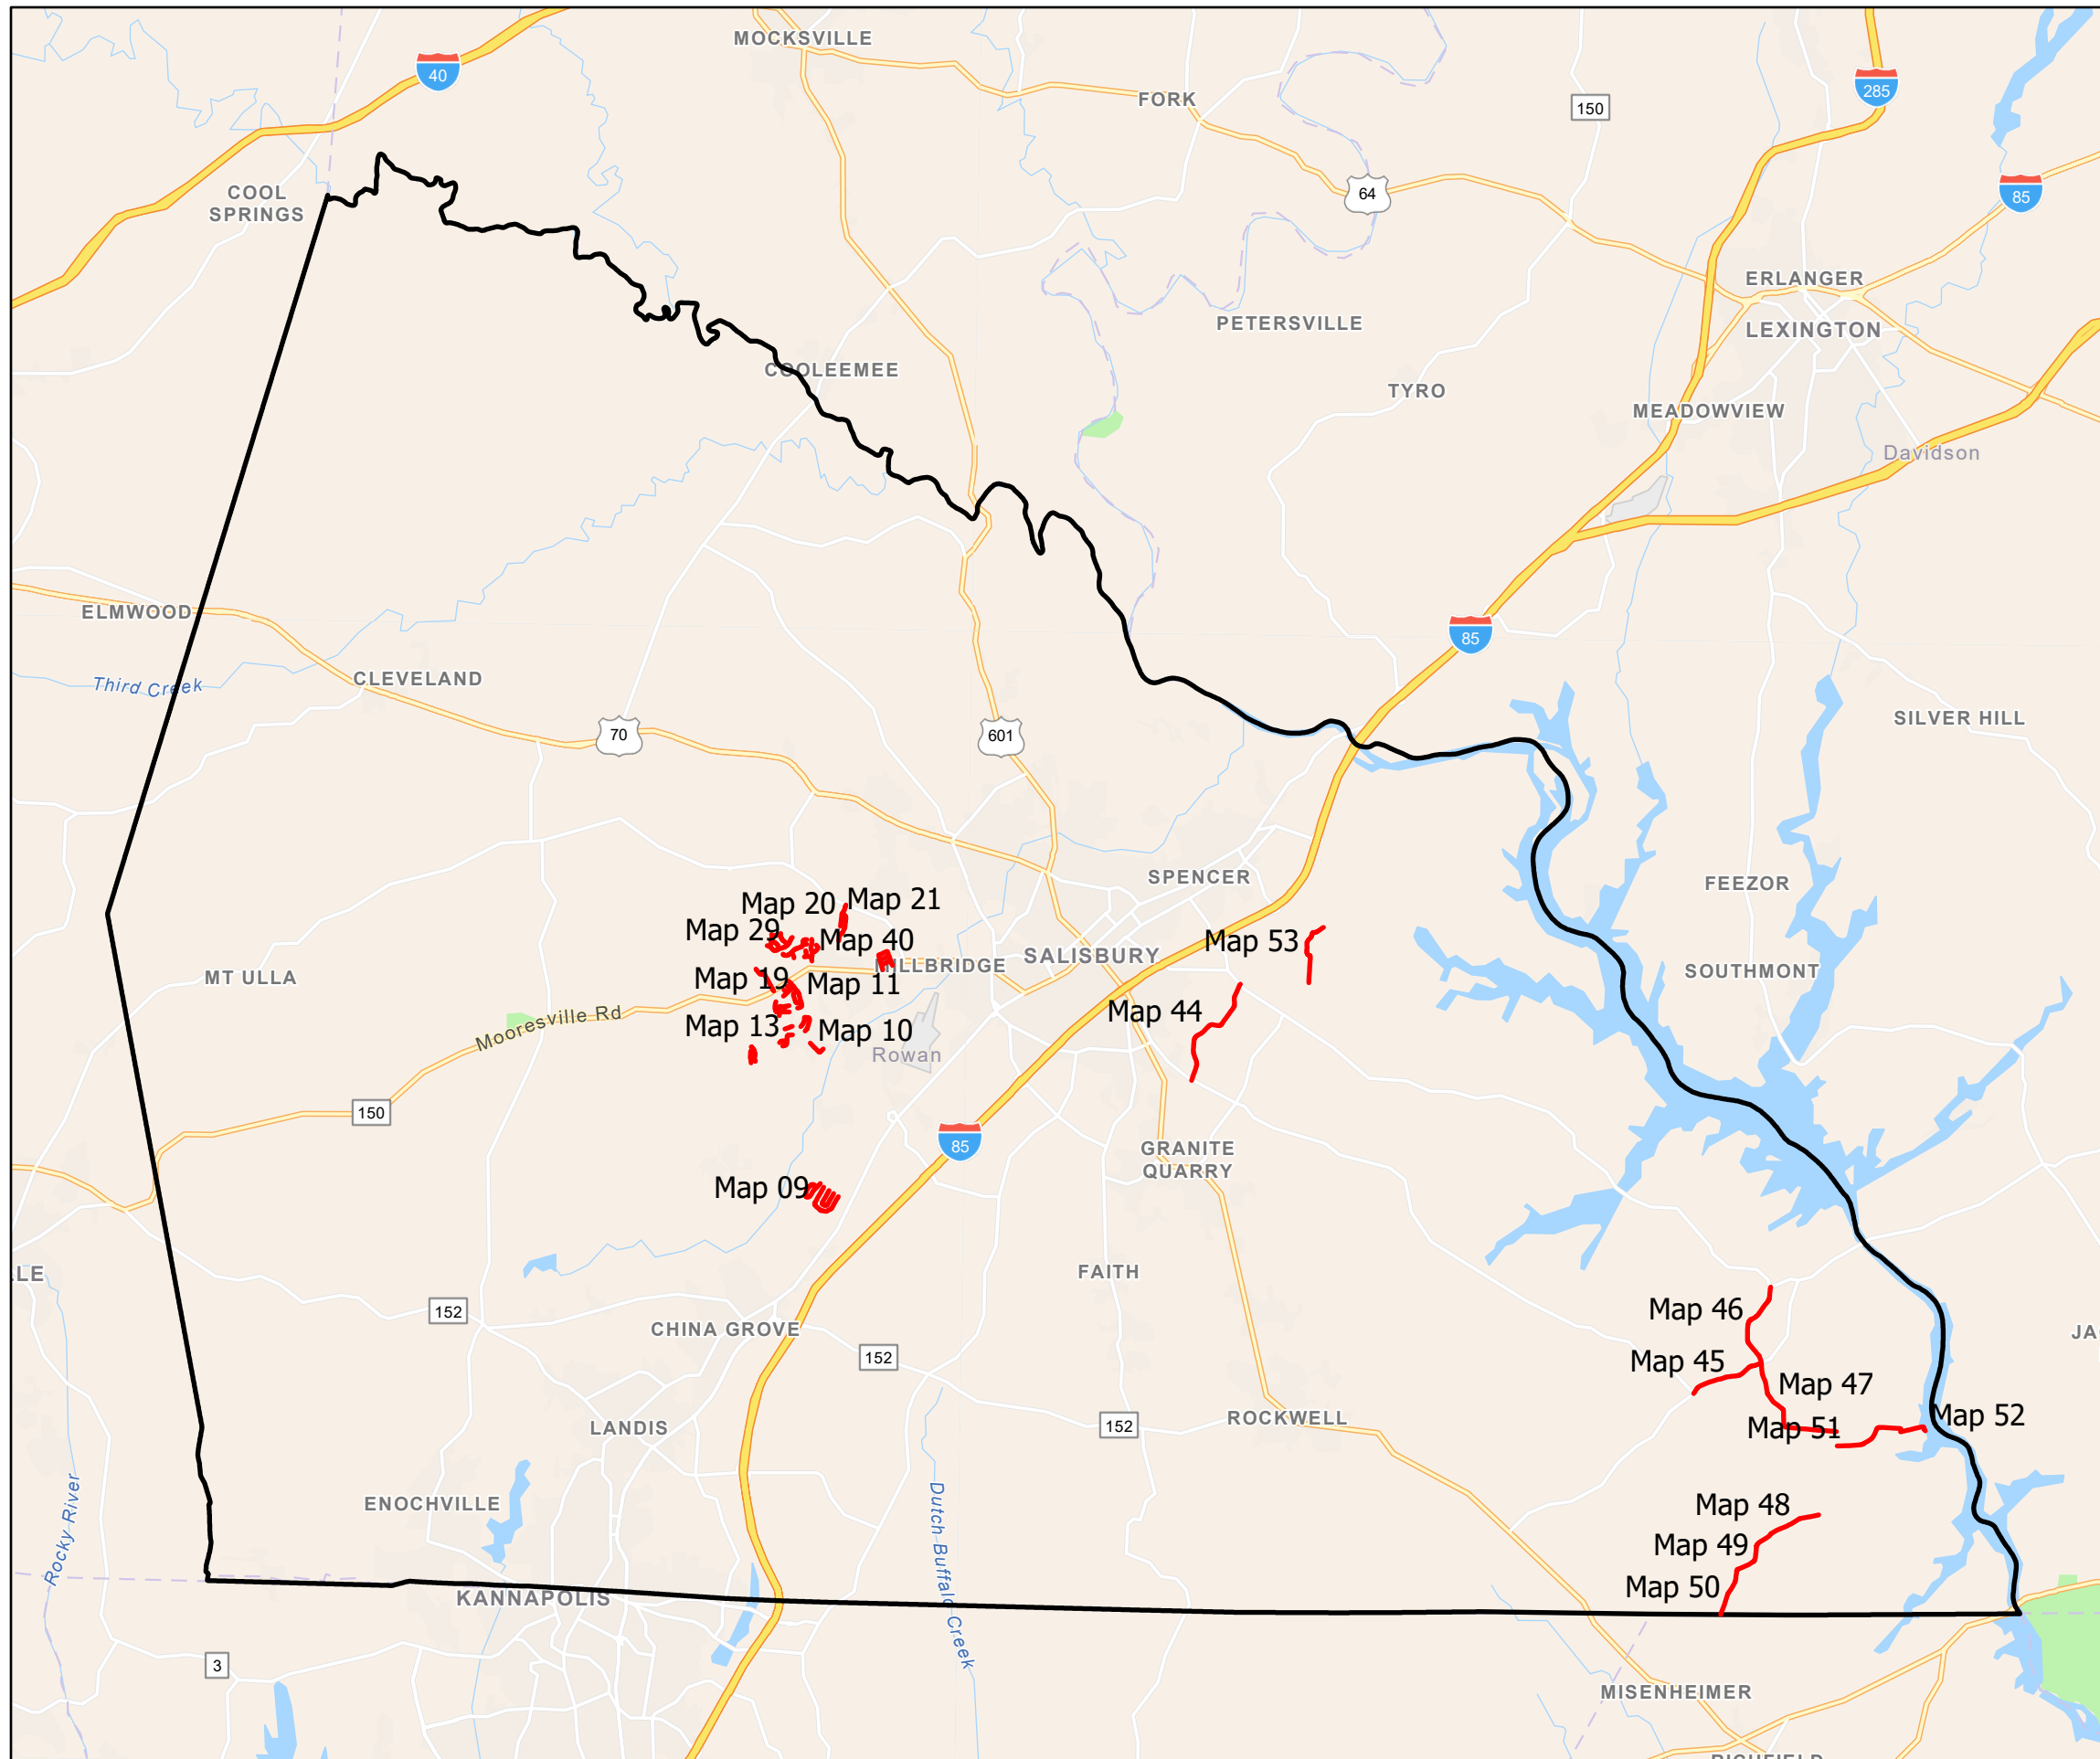 MOCKSVILLE
40
FORK
150
285
COOL
SPRINGS
64
85
ERLANGER
PETERSVILLE
LEXINGTON
COOLEEMEE
TYRO
MEADOWVIEW
Davidson
ELMWOOD
85
CLEVELAND
Third Creek
SILVER HILL
70
601
SPENCER
FEEZOR
Map 20
Map 21
Map 29
Map 40
Map 53
SALISBURY
MILLBRIDGE
MT ULLA
SOUTHMONT
Map 19
Map 11
Map 44
Mooresville Rd
Map 13
Map 10
Rowan
150
85
GRANITE
QUARRY
Map 09
LE
FAITH
152
Map 46
CHINA GROVE
JA
152
Map 45
Map 47
LANDIS
152
ROCKWELL
Map 51
Map 52
ENOCHVILLE
Map 48
Rocky River
Dutch Buffalo Creek
Map 49
Map 50
KANNAPOLIS
3
MISENHEIMER
RICHFIELD